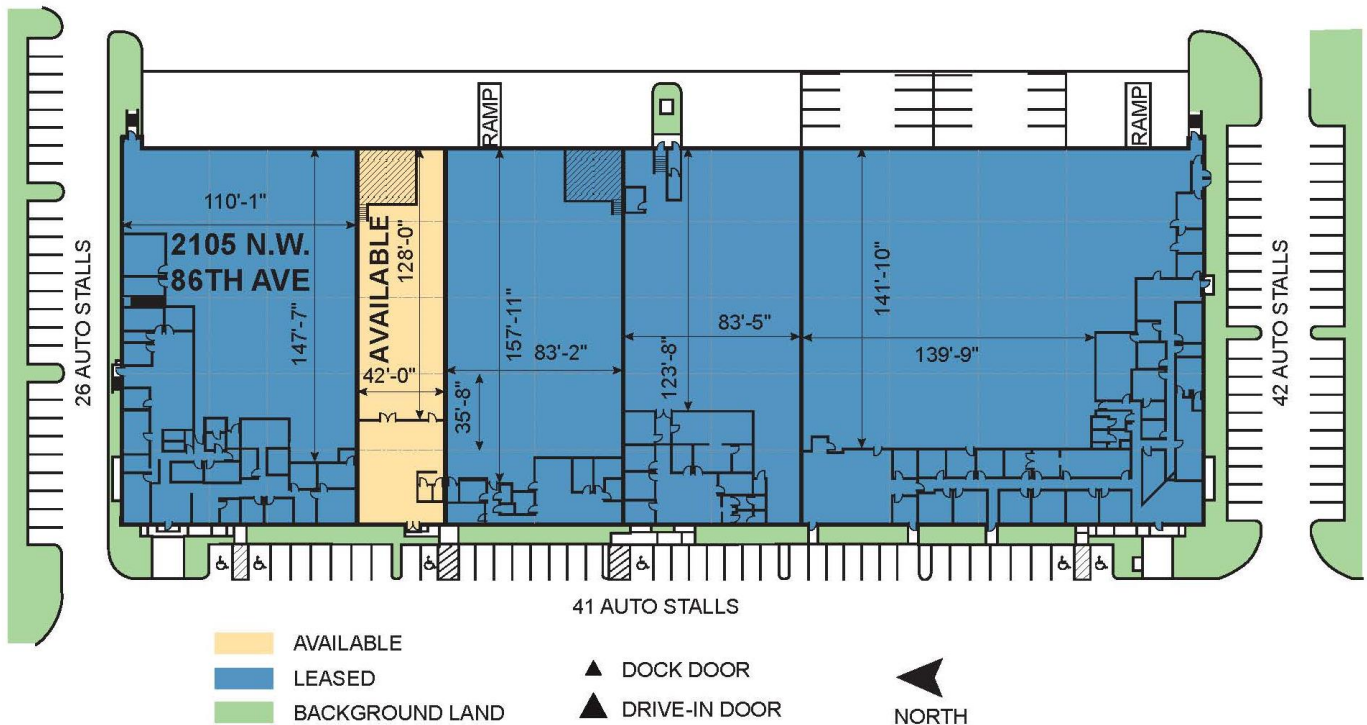 RAMP
RAMP
110'-1"
2105 N.W.
86TH AVE
147'-7"
AVAILABLE
128'-0"
42'-0"
157'-11"
83'-2"
35'-8"
123'-8"
83'-5"
141'-10"
139'-9"
26 AUTO STALLS
42 AUTO STALLS
41 AUTO STALLS
AVAILABLE
LEASED
BACKGROUND LAND
DOCK DOOR
DRIVE-IN DOOR
NORTH